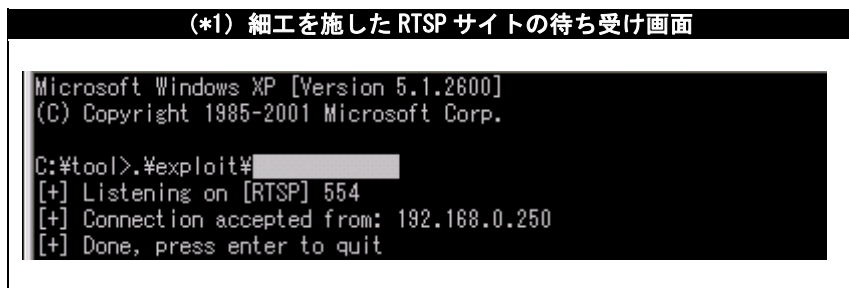 (*1) 細工を施した RTSP サイトの待ち受け画面
Microsoft Windows XP [Version 5.1.2600]
(C) Copyright 1985-2001 Microsoft Corp.
C:¥tool>.¥exploit¥
[+] Listening on [RTSP] 554
[+] Connection accepted from: 192.168.0.250
[+] Done, press enter to quit